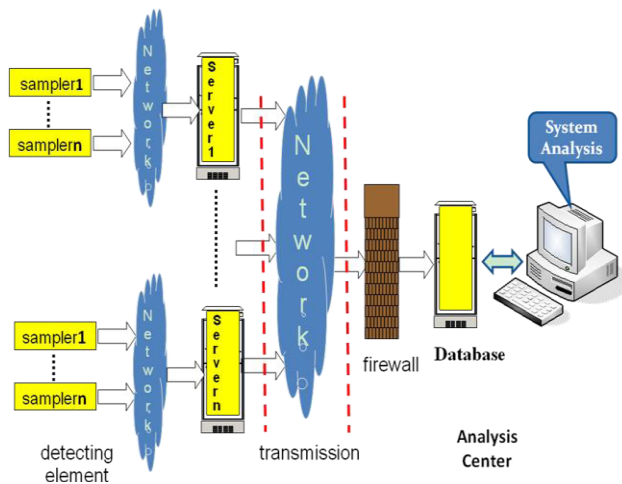 sampler1
samplern
Network
Server1
Network
System
Analysis
sampler1
samplern
Network
Servern
firewall
Database
detecting
element
transmission
Analysis
Center